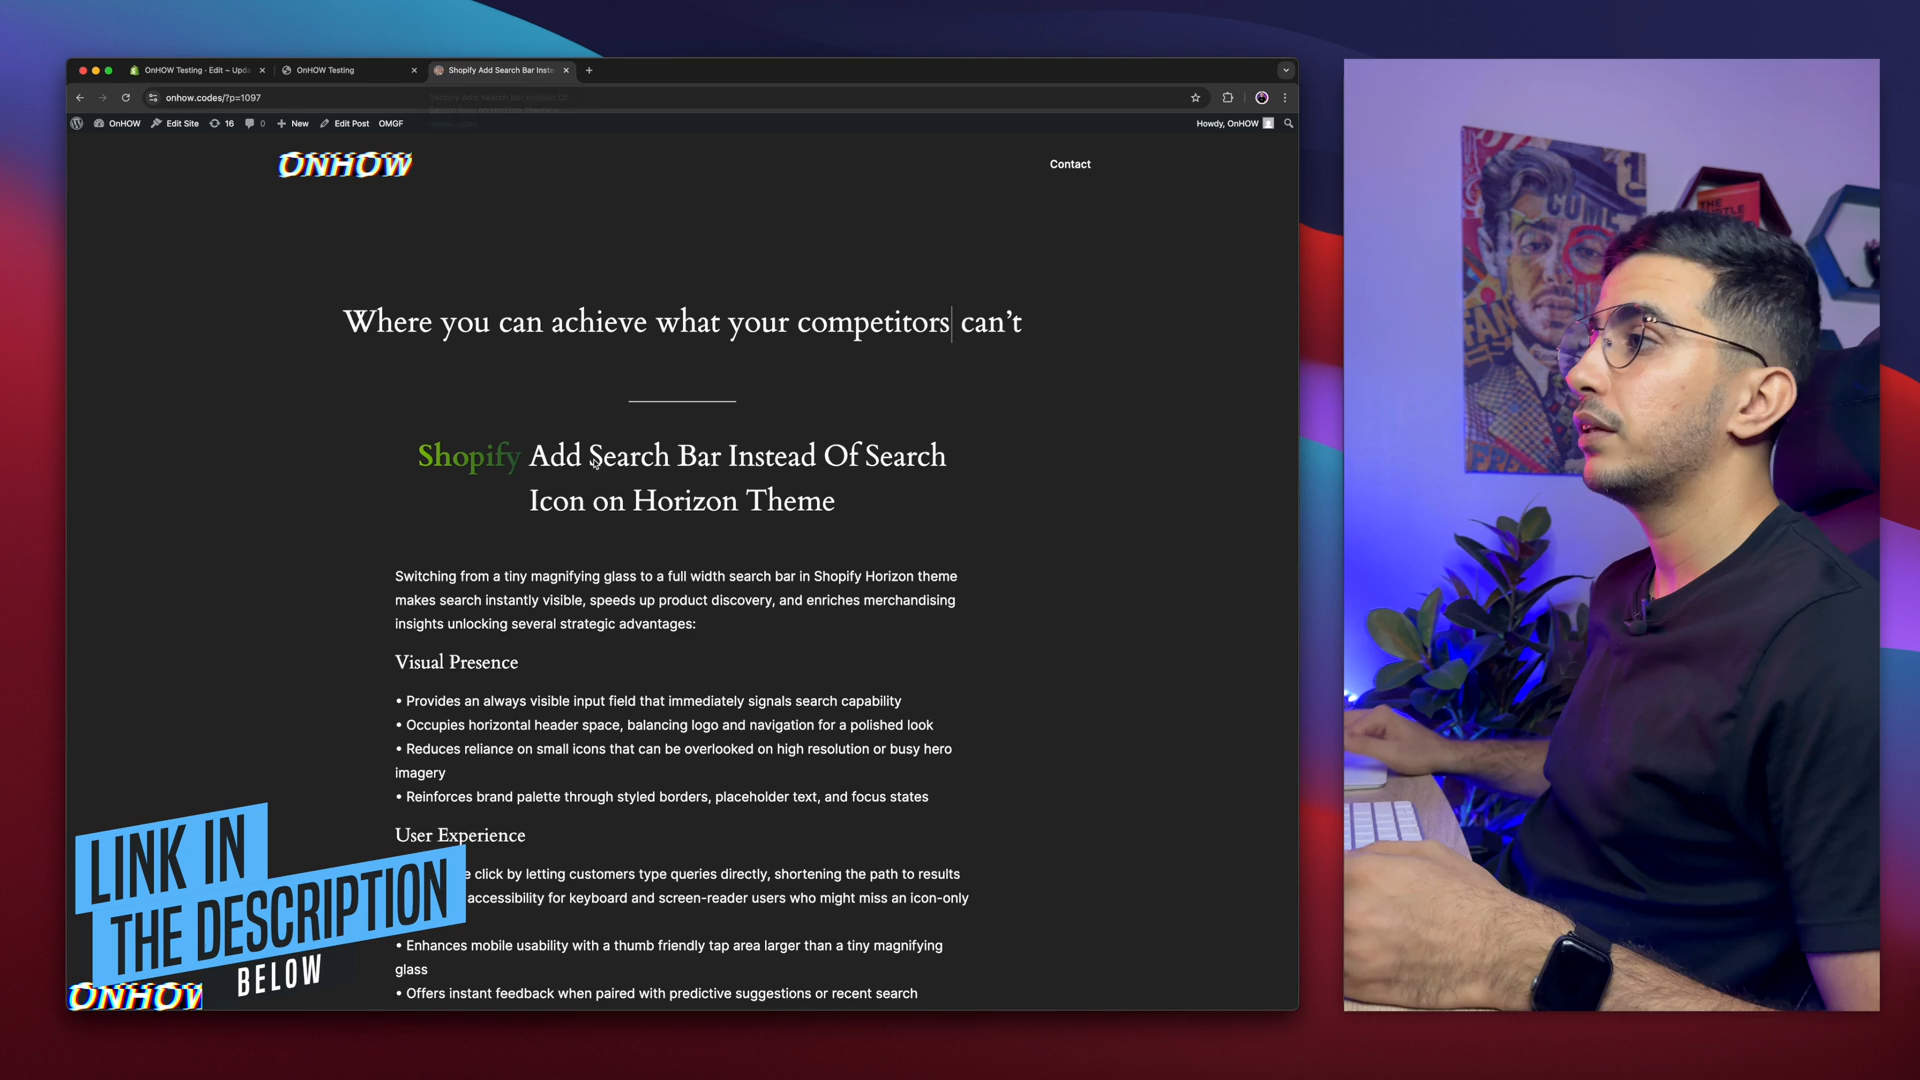 OnHOW Testing · Edit ~ Upda
OnHOW Testing
Shopify Add Search Bar Inste
onhow.codes/?p=1097
OnHOW
Edit Site
16
0
New
Edit Post
OMGF
Howdy, OnHOW
ONHOW
Contact
Where you can achieve what your competitors can't
Shopify Add Search Bar Instead Of Search
Icon on Horizon Theme
Switching from a tiny magnifying glass to a full width search bar in Shopify Horizon theme
makes search instantly visible, speeds up product discovery, and enriches merchandising
insights unlocking several strategic advantages:
Visual Presence
• Provides an always visible input field that immediately signals search capability
• Occupies horizontal header space, balancing logo and navigation for a polished look
• Reduces reliance on small icons that can be overlooked on high resolution or busy hero
imagery
• Reinforces brand palette through styled borders, placeholder text, and focus states
User Experience
click by letting customers type queries directly, shortening the path to results
accessibility for keyboard and screen-reader users who might miss an icon-only
• Enhances mobile usability with a thumb friendly tap area larger than a tiny magnifying
glass
• Offers instant feedback when paired with predictive suggestions or recent search
LINK IN
THE DESCRIPTION
BELOW
ONHOW
COME
FAN
THE